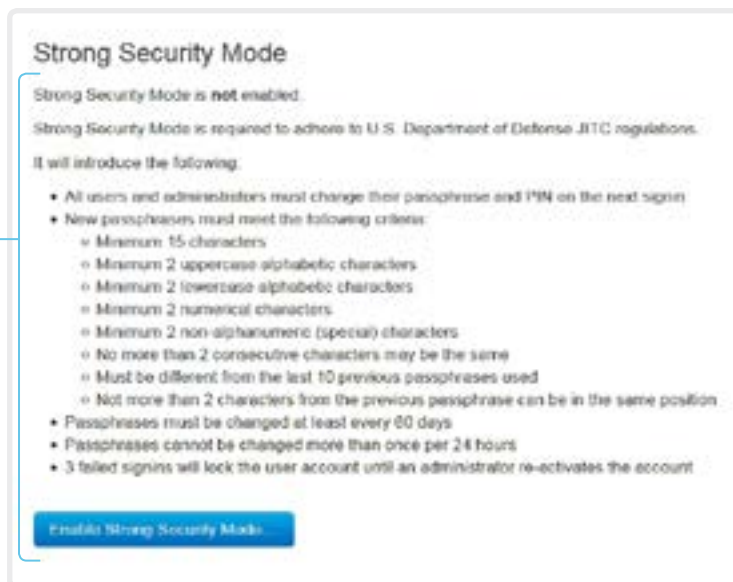 Strong Security Mode
Strong Security Mode is not enabled.
Strong Security Mode is required to adhere to U.S. Department of Defense JITC regulations.
It will introduce the following:
• All users and administrators must change their passphrase and PIN on the next signin
• New passphrases must meet the following criteria:
○ Minimum 15 characters
○ Minimum 2 uppercase alphabetic characters
○ Minimum 2 lowercase alphabetic characters
○ Minimum 2 numerical characters
○ Minimum 2 non-alphanumeric (special) characters
○ No more than 2 consecutive characters may be the same
○ Must be different from the last 10 previous passphrases used
○ Not more than 2 characters from the previous passphrase can be in the same position
• Passphrases must be changed at least every 60 days
• Passphrases cannot be changed more than once per 24 hours
• 3 failed signins will lock the user account until an administrator re-activates the account
Enable Strong Security Mode...